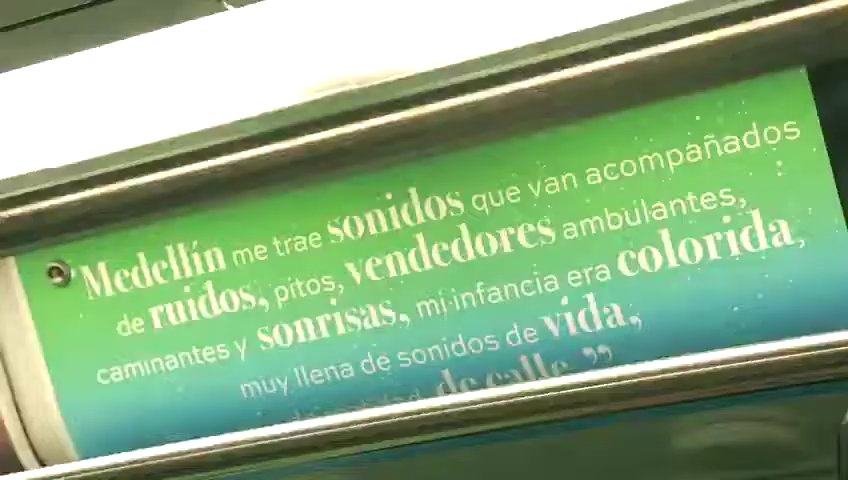 Medellín me trae sonidos que van acompañados
de ruidos, pitos, vendedores ambulantes,
caminantes y sonrisas, mi infancia era colorida,
muy llena de sonidos de vida,
de calle.”